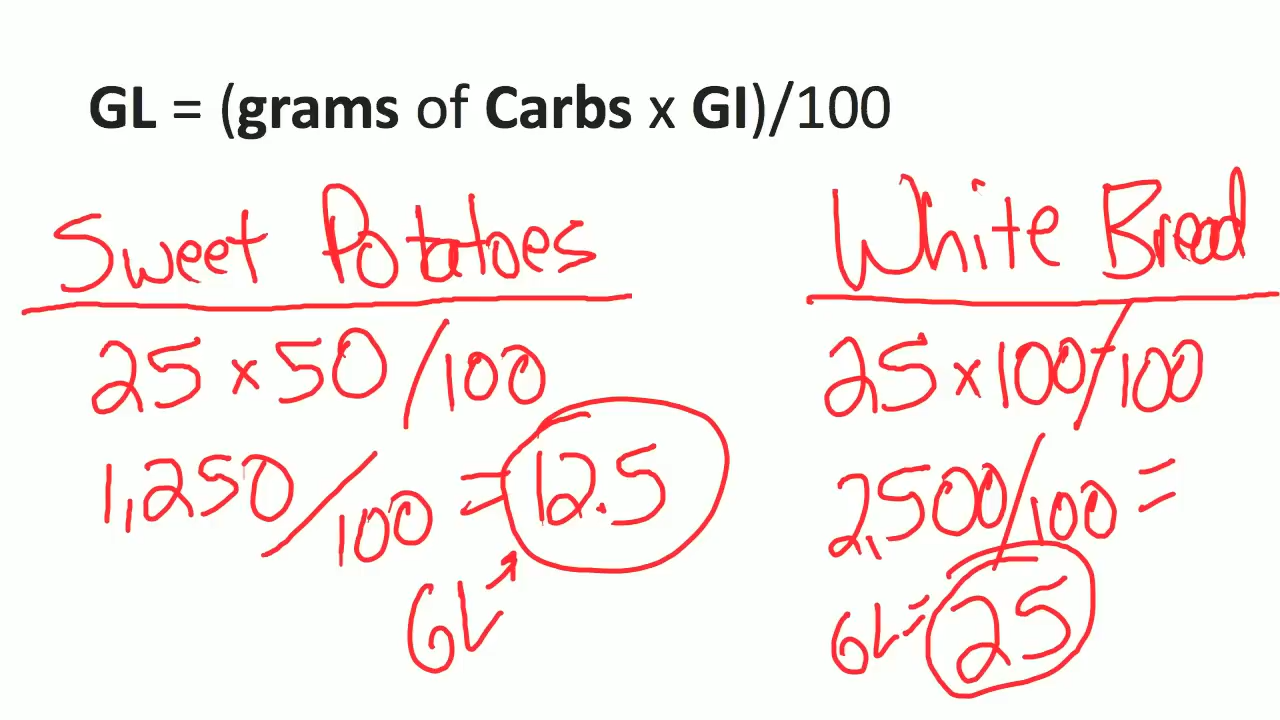 GL = (grams of Carbs x GI)/100
Sweet Potatoes
25 x 50/100
1,250/100 = 12.5
GL
White Bread
25 x 100/100
2,500/100 =
GL = 25